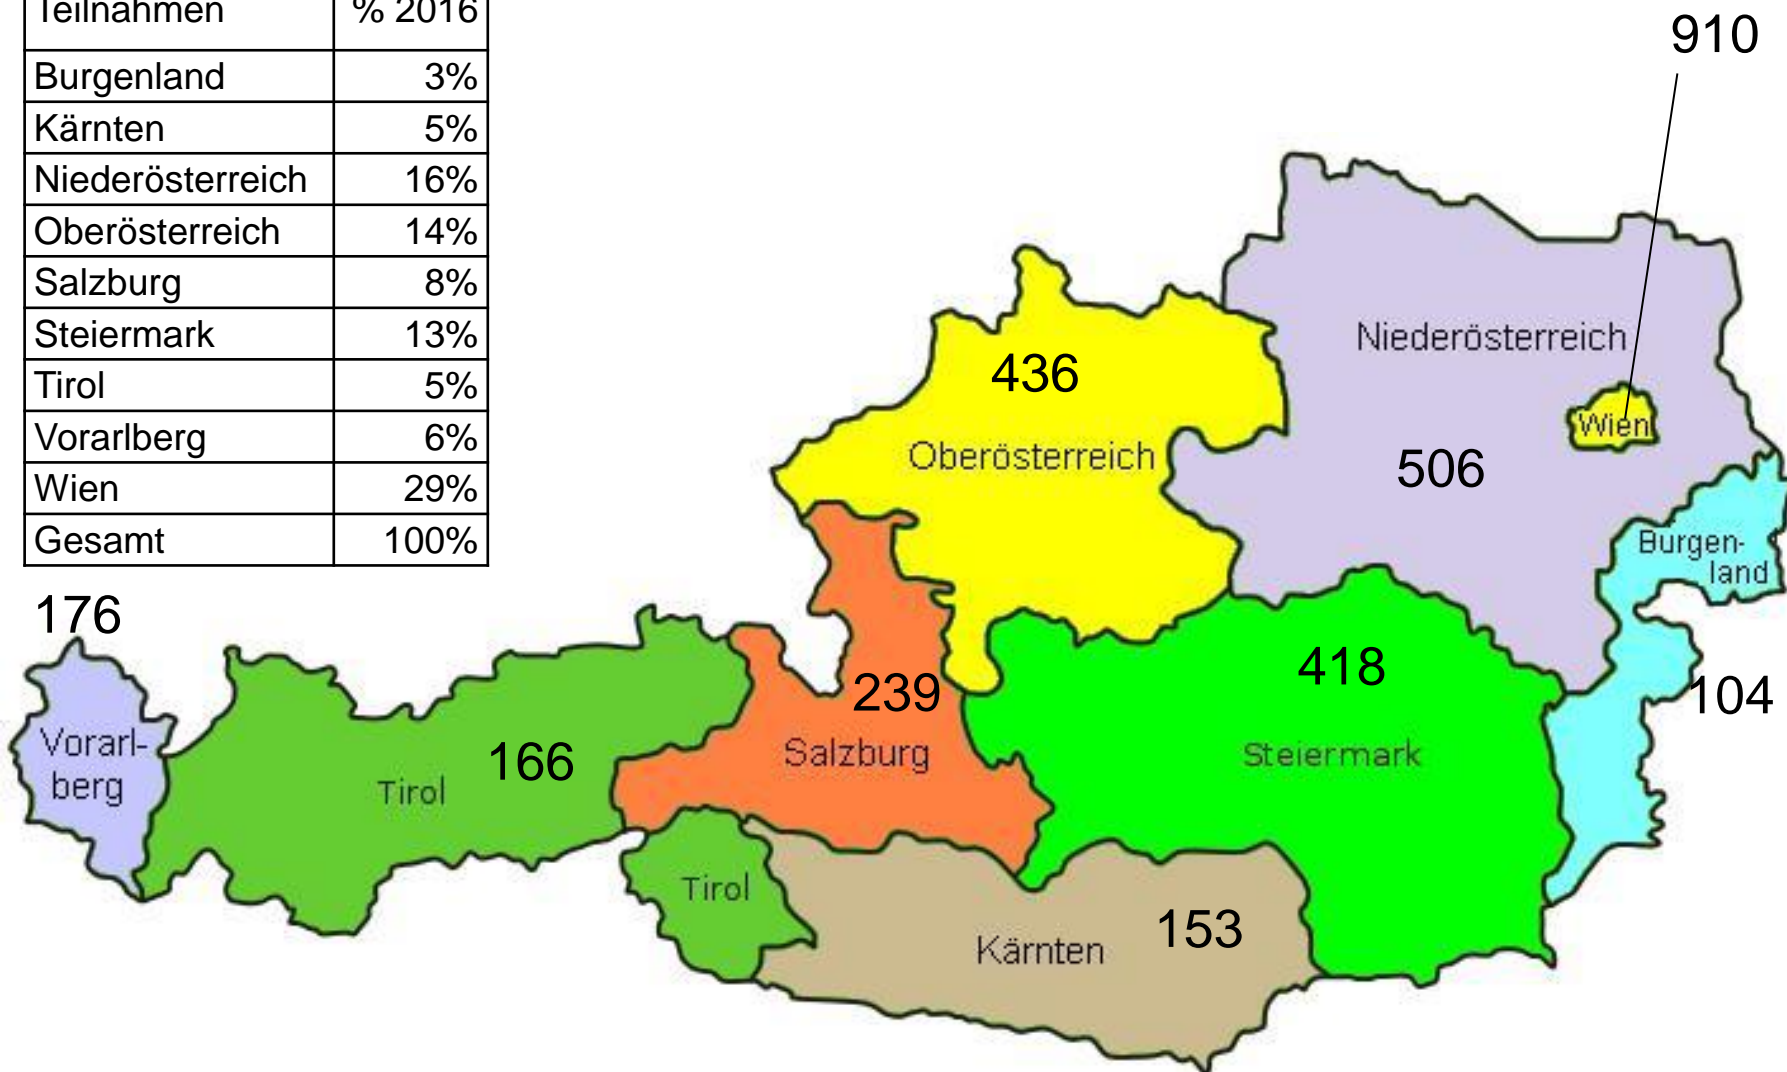 Teilnahmen % 2016
Burgenland 3%
Kärnten 5%
Niederösterreich 16%
Oberösterreich 14%
Salzburg 8%
Steiermark 13%
Tirol 5%
Vorarlberg 6%
Wien 29%
Gesamt 100%
910
Niederösterreich
436
Wien
Oberösterreich
506
Burgen-
land
176
418
239
104
Vorarl-
berg
166
Salzburg
Steiermark
Tirol
Tirol
153
Kärnten